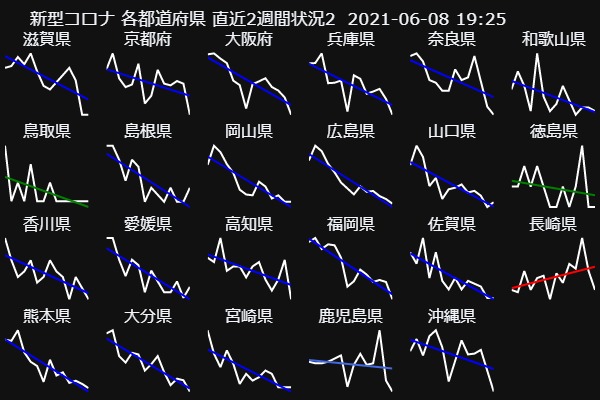 新型コロナ 各都道府県 直近2週間状況2 2021-06-08 19:25
滋賀県 京都府 大阪府 兵庫県 奈良県 和歌山県
鳥取県 島根県 岡山県 広島県 山口県 徳島県
香川県 愛媛県 高知県 福岡県 佐賀県 長崎県
熊本県 大分県 宮崎県 鹿児島県 沖縄県